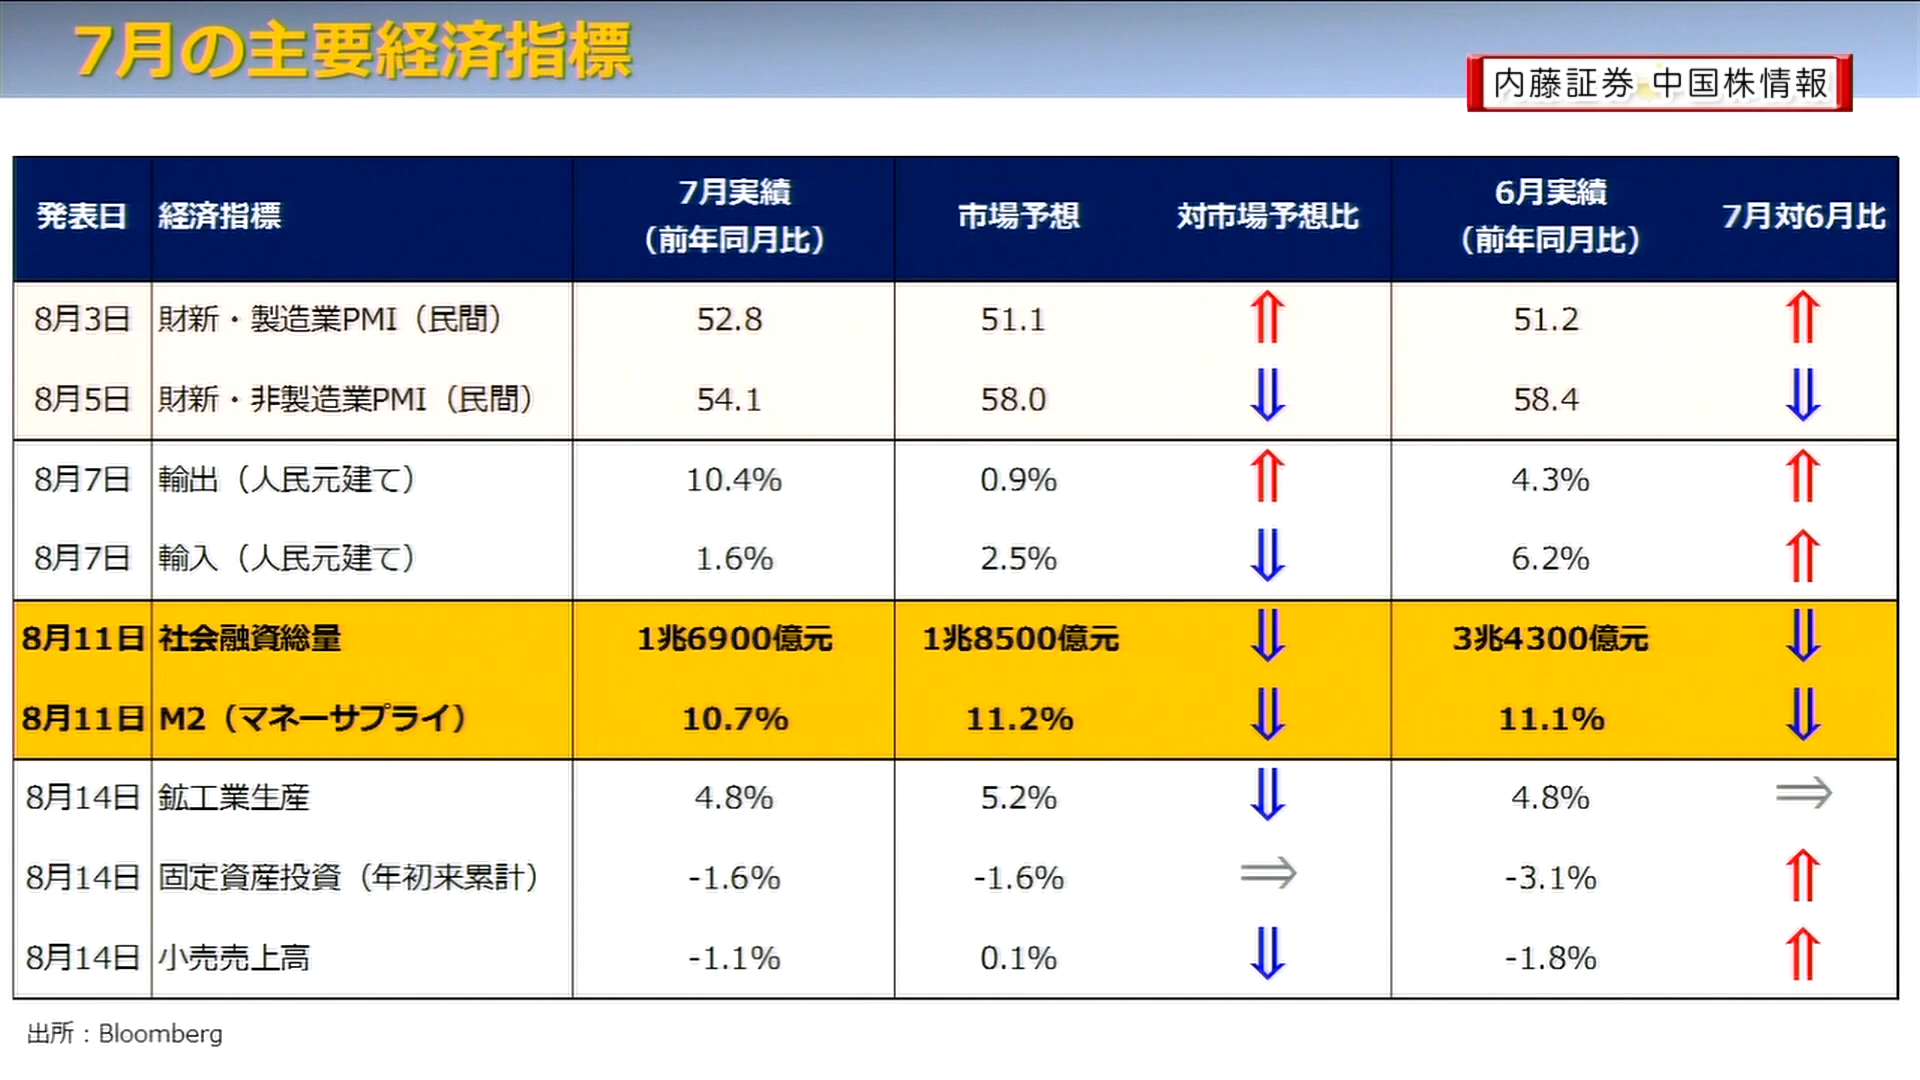 7月の主要経済指標
内藤証券 中国株情報
発表日 経済指標 7月実績（前年同月比） 市場予想 対市場予想比 6月実績（前年同月比） 7月対6月比
8月3日 財新・製造業PMI（民間） 52.8 51.1 ⇑ 51.2 ⇑
8月5日 財新・非製造業PMI（民間） 54.1 58.0 ⇓ 58.4 ⇓
8月7日 輸出（人民元建て） 10.4% 0.9% ⇑ 4.3% ⇑
8月7日 輸入（人民元建て） 1.6% 2.5% ⇓ 6.2% ⇑
8月11日 社会融資総量 1兆6900億元 1兆8500億元 ⇓ 3兆4300億元 ⇓
8月11日 M2（マネーサプライ） 10.7% 11.2% ⇓ 11.1% ⇓
8月14日 鉱工業生産 4.8% 5.2% ⇓ 4.8% ⇒
8月14日 固定資産投資（年初来累計） -1.6% -1.6% ⇒ -3.1% ⇑
8月14日 小売売上高 -1.1% 0.1% ⇓ -1.8% ⇑
出所：Bloomberg